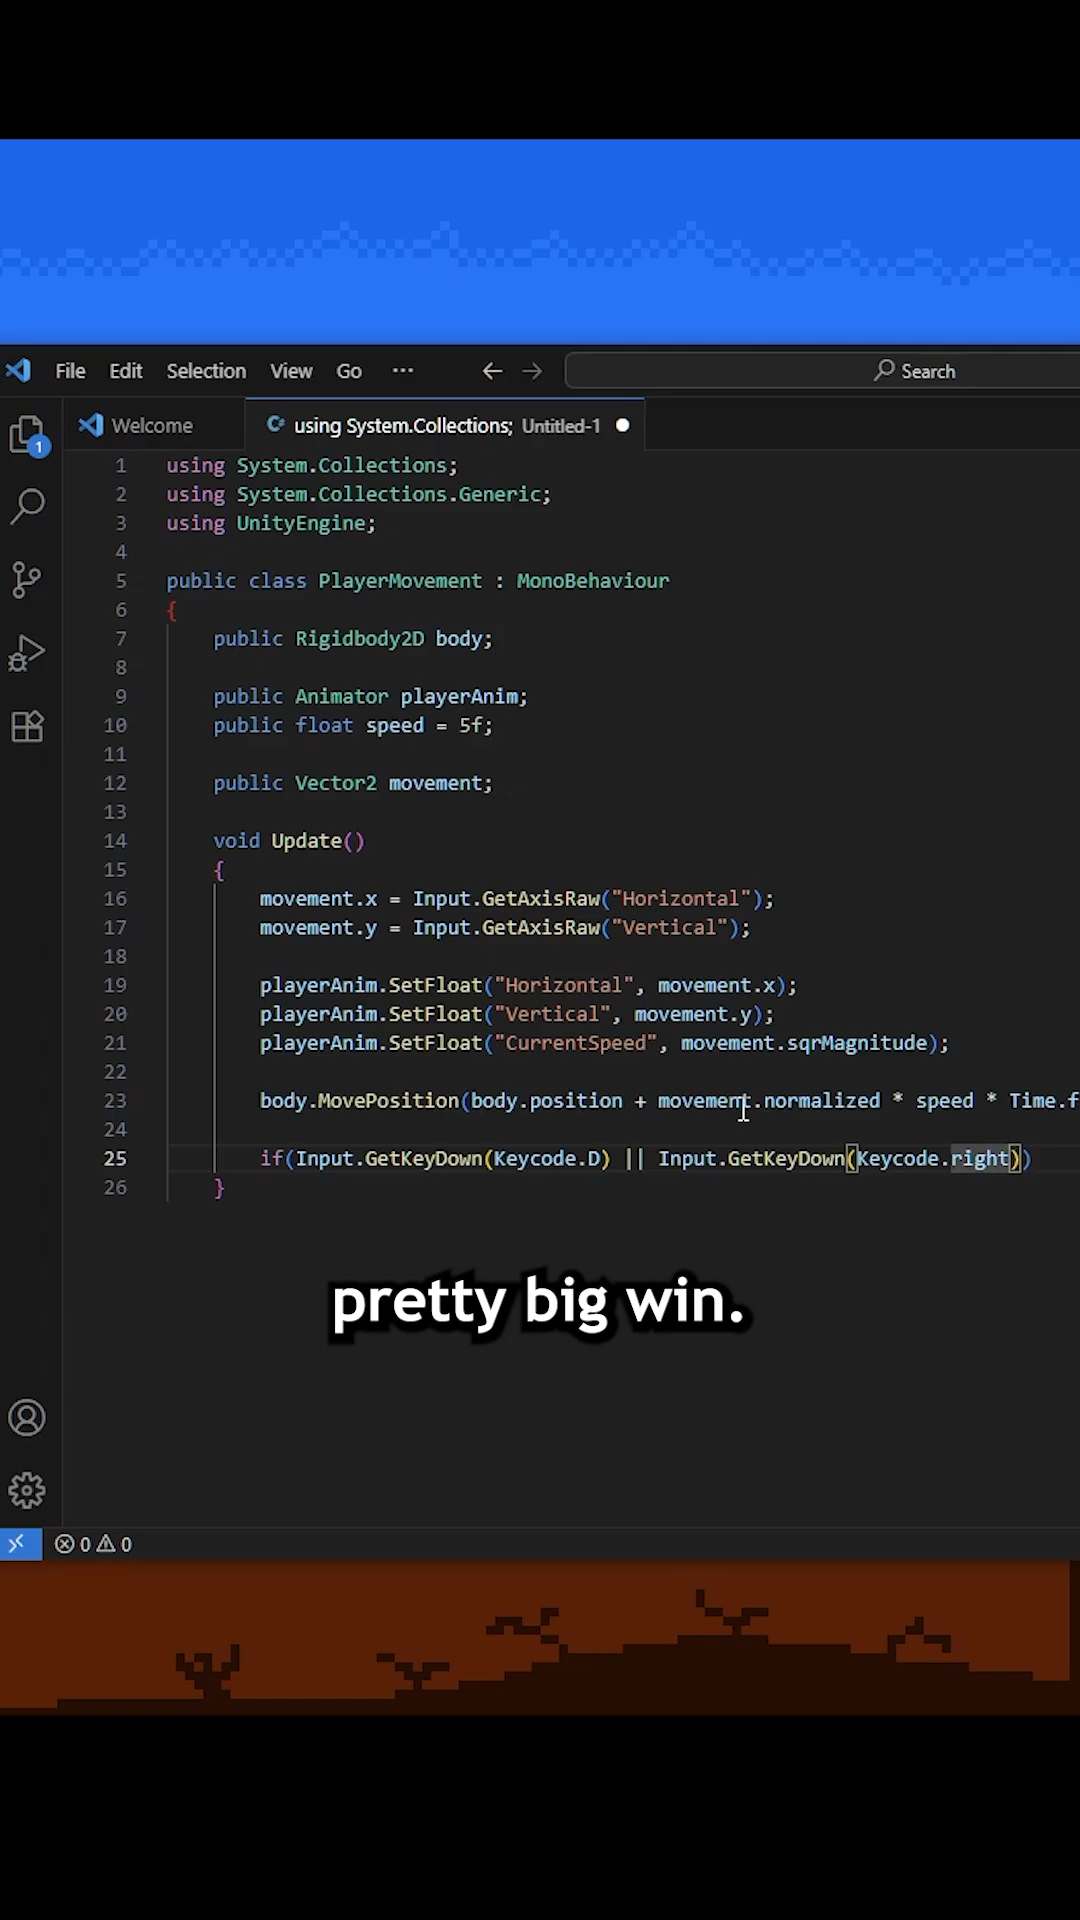 File Edit Selection View Go ··· Search
Welcome using System.Collections; Untitled-1
1
1 using System.Collections;
2 using System.Collections.Generic;
3 using UnityEngine;
4
5 public class PlayerMovement : MonoBehaviour
6 {
7 public Rigidbody2D body;
8
9 public Animator playerAnim;
10 public float speed = 5f;
11
12 public Vector2 movement;
13
14 void Update()
15 {
16 movement.x = Input.GetAxisRaw("Horizontal");
17 movement.y = Input.GetAxisRaw("Vertical");
18
19 playerAnim.SetFloat("Horizontal", movement.x);
20 playerAnim.SetFloat("Vertical", movement.y);
21 playerAnim.SetFloat("CurrentSpeed", movement.sqrMagnitude);
22
23 body.MovePosition(body.position + movement.normalized * speed * Time.f
24
25 if(Input.GetKeyDown(Keycode.D) || Input.GetKeyDown(Keycode.right))
26 }
pretty big win.
0 0